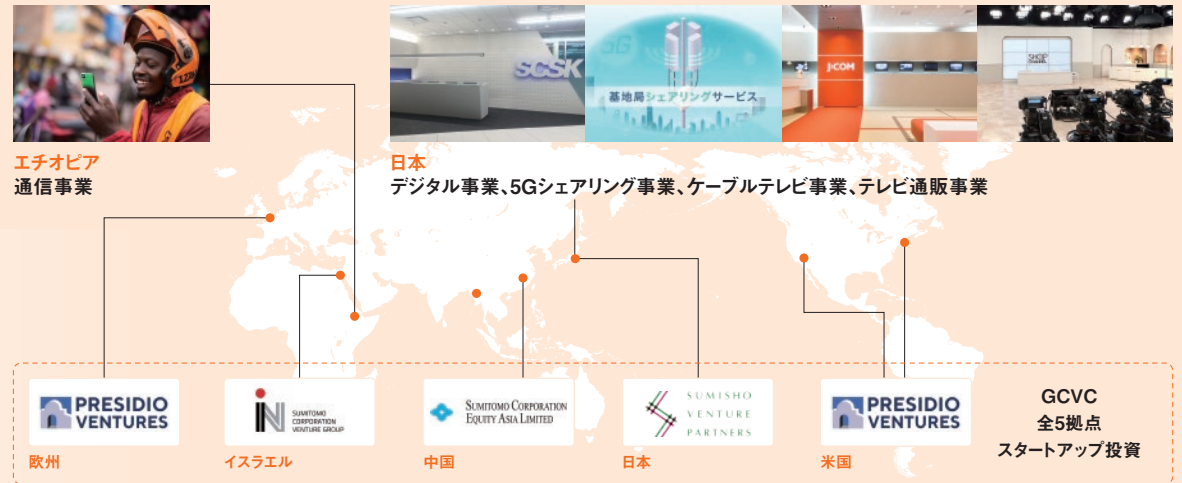 SCSK
5G
基地局シェアリングサービス
J:COM
SHOP
エチオピア
通信事業
日本
デジタル事業、5Gシェアリング事業、ケーブルテレビ事業、テレビ通販事業
PRESIDIO
VENTURES
欧州
IN
SUMITOMO
CORPORATION
VENTURE GROUP
イスラエル
SUMITOMO CORPORATION
EQUITY ASIA LIMITED
中国
SUMISHO
VENTURE
PARTNERS
日本
PRESIDIO
VENTURES
米国
GCVC
全5拠点
スタートアップ投資